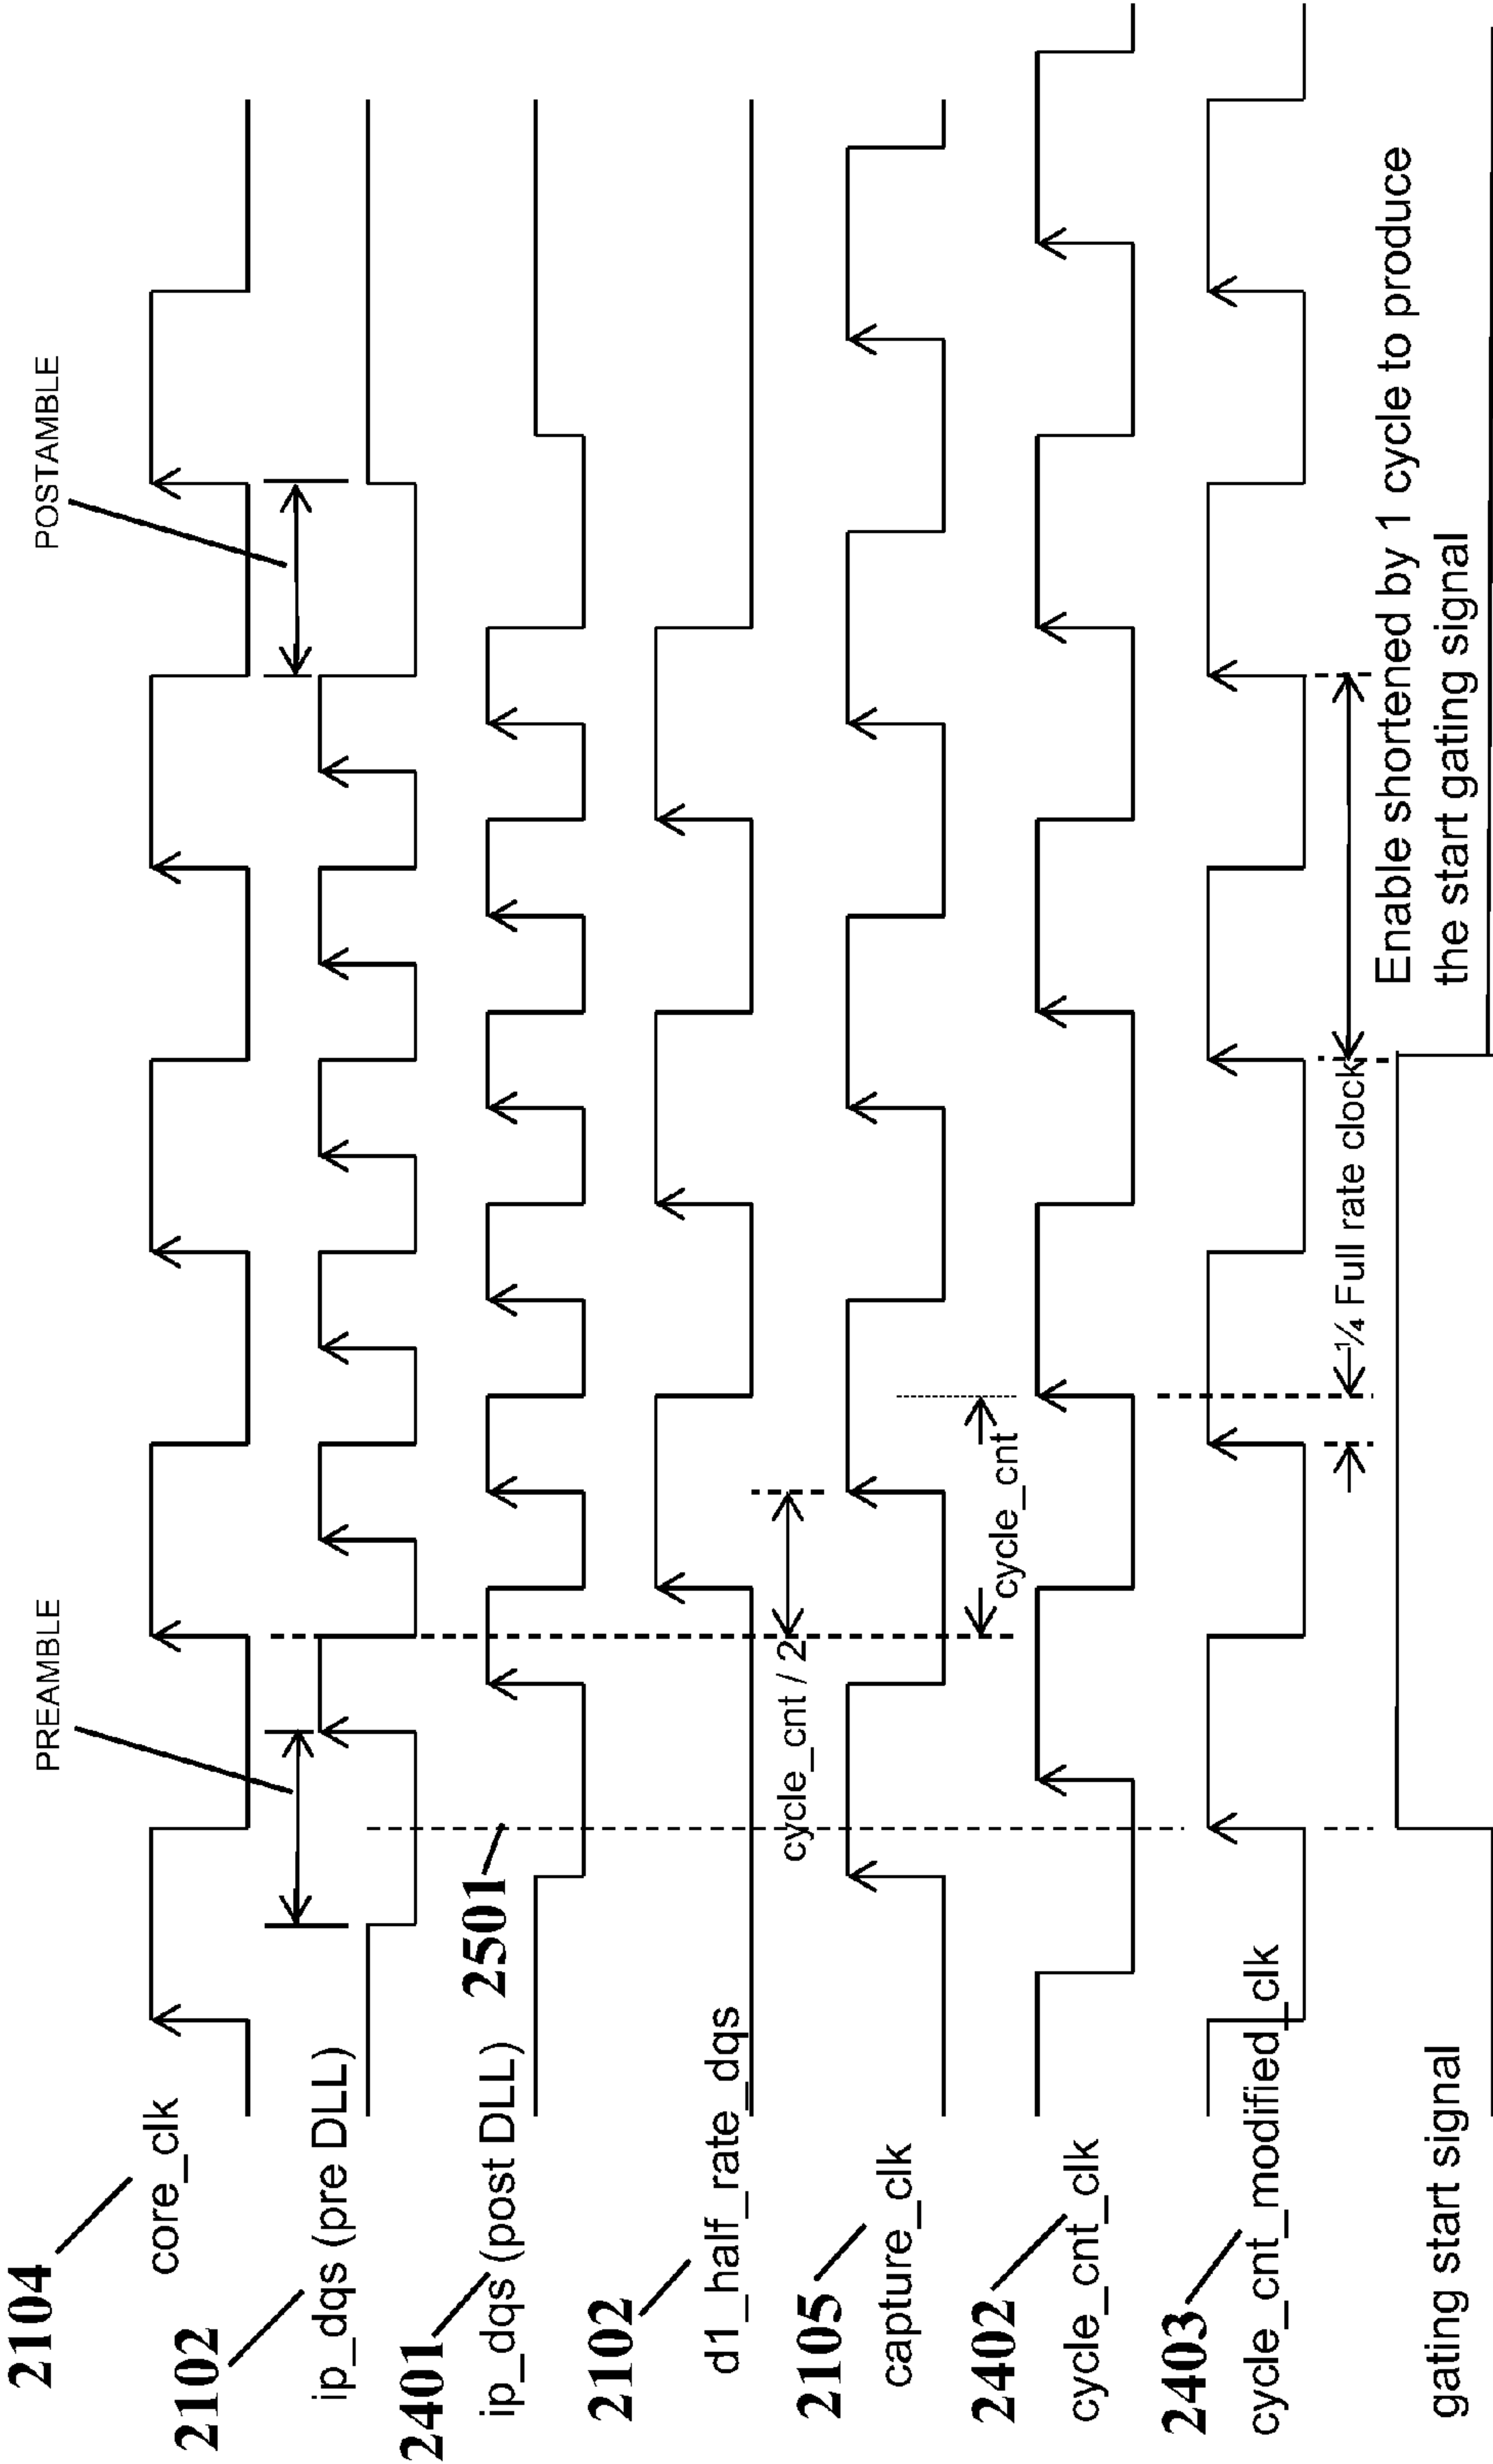 PREAMBLE
POSTAMBLE
2104
core_clk
2102
ip_dqs (pre DLL)
2401
ip_dqs (post DLL)
2501
2102
d1_half_rate_dqs
cycle_cnt / 2
2105
capture_clk
cycle_cnt
2402
cycle_cnt_clk
2403
cycle_cnt_modified_clk
¼ Full rate clock
Enable shortened by 1 cycle to produce
the start gating signal
gating start signal